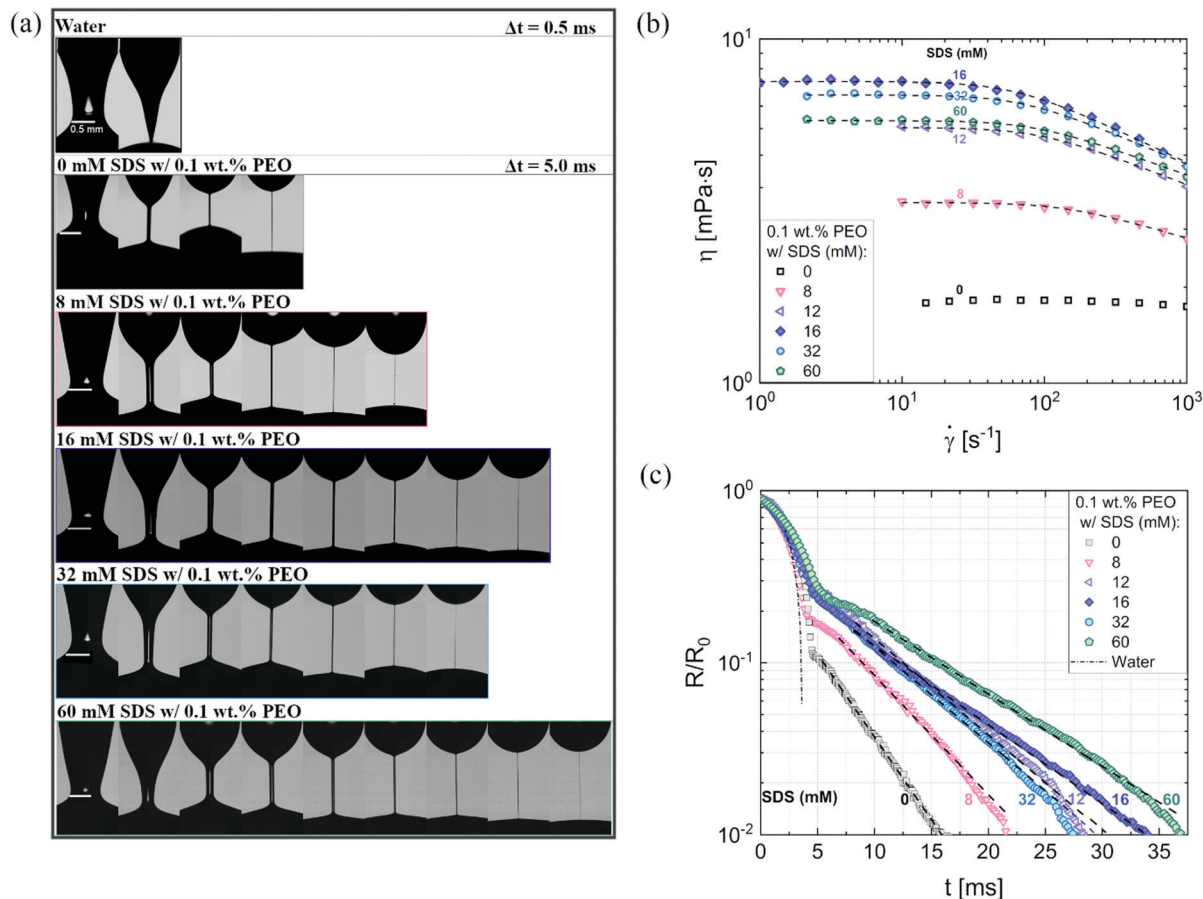 (a)
Water Δt = 0.5 ms
0.5 mm
0 mM SDS w/ 0.1 wt.% PEO Δt = 5.0 ms
8 mM SDS w/ 0.1 wt.% PEO
16 mM SDS w/ 0.1 wt.% PEO
32 mM SDS w/ 0.1 wt.% PEO
60 mM SDS w/ 0.1 wt.% PEO
(b)
10¹
SDS (mM)
16
32
60
12
8
0
η [mPa·s]
0.1 wt.% PEO
w/ SDS (mM):
0
8
12
16
32
60
10⁰
10⁰ 10¹ 10² 10³
γ̇ [s⁻¹]
(c)
10⁰
0.1 wt.% PEO
w/ SDS (mM):
0
8
12
16
32
60
Water
R/R₀
10⁻¹
SDS (mM) 0 8 32 12 16 60
10⁻²
0 5 10 15 20 25 30 35
t [ms]